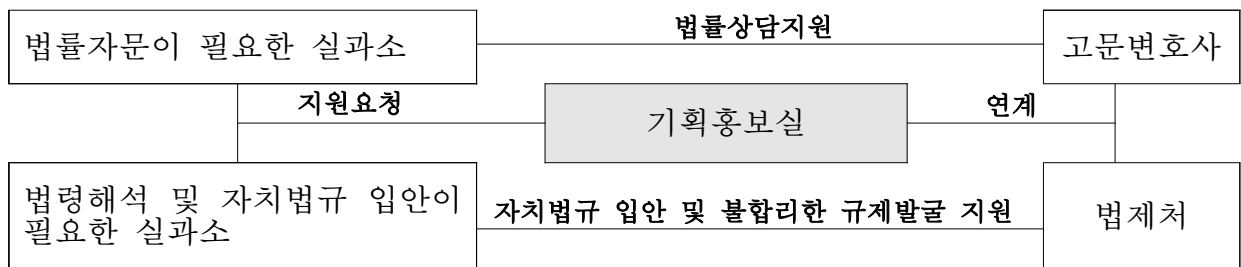 법률자문이 필요한 실과소
법률상담지원
고문변호사
지원요청
기획홍보실
연계
법령해석 및 자치법규 입안이
필요한 실과소
자치법규 입안 및 불합리한 규제발굴 지원
법제처